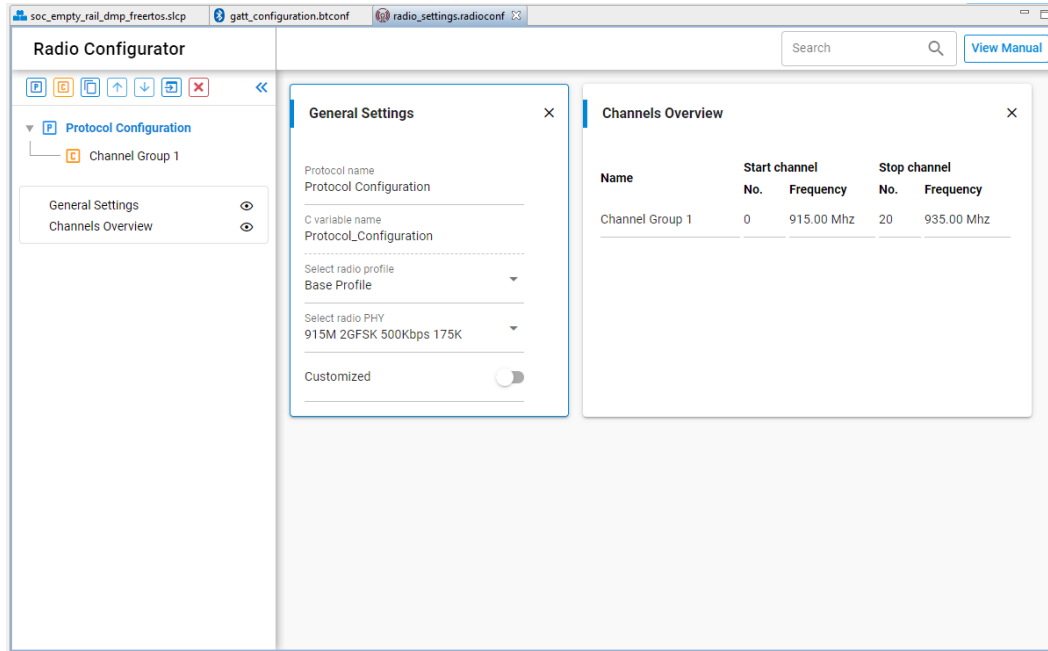 soc_empty_rail_dmp_freertos.slcp gatt_configuration.btconf radio_settings.radioconf
Radio Configurator
Search
View Manual
P C
Protocol Configuration
Channel Group 1
General Settings
Channels Overview
General Settings
Protocol name
Protocol Configuration
C variable name
Protocol_Configuration
Select radio profile
Base Profile
Select radio PHY
915M 2GFSK 500Kbps 175K
Customized
Channels Overview
Name Start channel Stop channel
No. Frequency No. Frequency
Channel Group 1 0 915.00 Mhz 20 935.00 Mhz